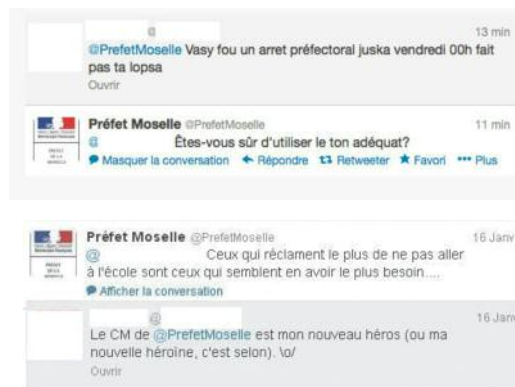 @ 13 min
@PrefetMoselle Vasy fou un arret préfectoral juska vendredi 00h fait
pas ta lopsa
Ouvrir
Préfet Moselle @PrefetMoselle 11 min
@ Êtes-vous sûr d'utiliser le ton adéquat?
Masquer la conversation Répondre Retweeter Favori Plus
Préfet Moselle @PrefetMoselle 16 Janv
@ Ceux qui réclament le plus de ne pas aller
à l'école sont ceux qui semblent en avoir le plus besoin....
Afficher la conversation
@ 16 Janv
Le CM de @PrefetMoselle est mon nouveau héros (ou ma
nouvelle héroïne, c'est selon). \o/
Ouvrir